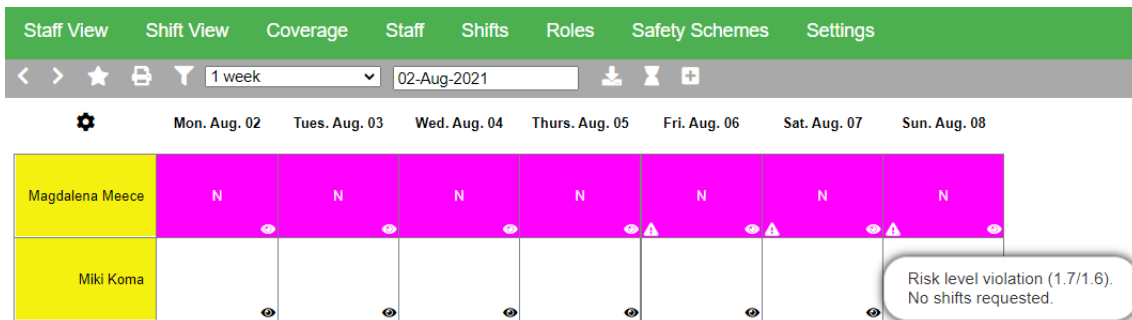 Staff View Shift View Coverage Staff Shifts Roles Safety Schemes Settings
1 week 02-Aug-2021
Mon. Aug. 02 Tues. Aug. 03 Wed. Aug. 04 Thurs. Aug. 05 Fri. Aug. 06 Sat. Aug. 07 Sun. Aug. 08
Magdalena Meece N N N N N N N
Miki Koma
Risk level violation (1.7/1.6).
No shifts requested.